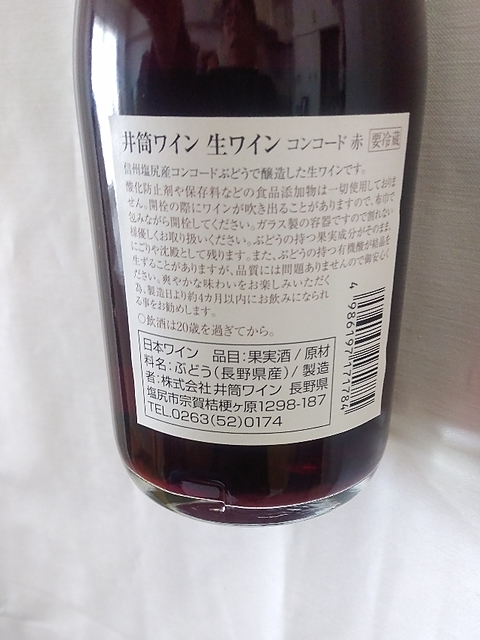 井筒ワイン 生ワイン コンコード 赤 要冷蔵
信州塩尻産コンコードぶどうで醸造した生ワインです。
酸化防止剤や保存料などの食品添加物は一切使用しておりま
せん。開栓の際にワインが吹き出ることがありますので、布巾で
包みながら開栓してください。ガラス製の容器ですので割れない
様優しくお取り扱いください。ぶどうの持つ果実成分がそのまま、
にごりや沈殿として残ります。また、ぶどうの持つ有機酸が結晶を
生ずることがありますが、品質には問題ありませんので御安心く
ださい。爽やかな味わいをお楽しみいただく
為、製造日より約4カ月以内にお飲みになられ
る事をお勧めします。
○飲酒は20歳を過ぎてから。
日本ワイン 品目:果実酒/原材
料名:ぶどう(長野県産)/製造
者:株式会社井筒ワイン 長野県
塩尻市宗賀桔梗ヶ原1298-187
TEL.0263(52)0174
4 986197 171784